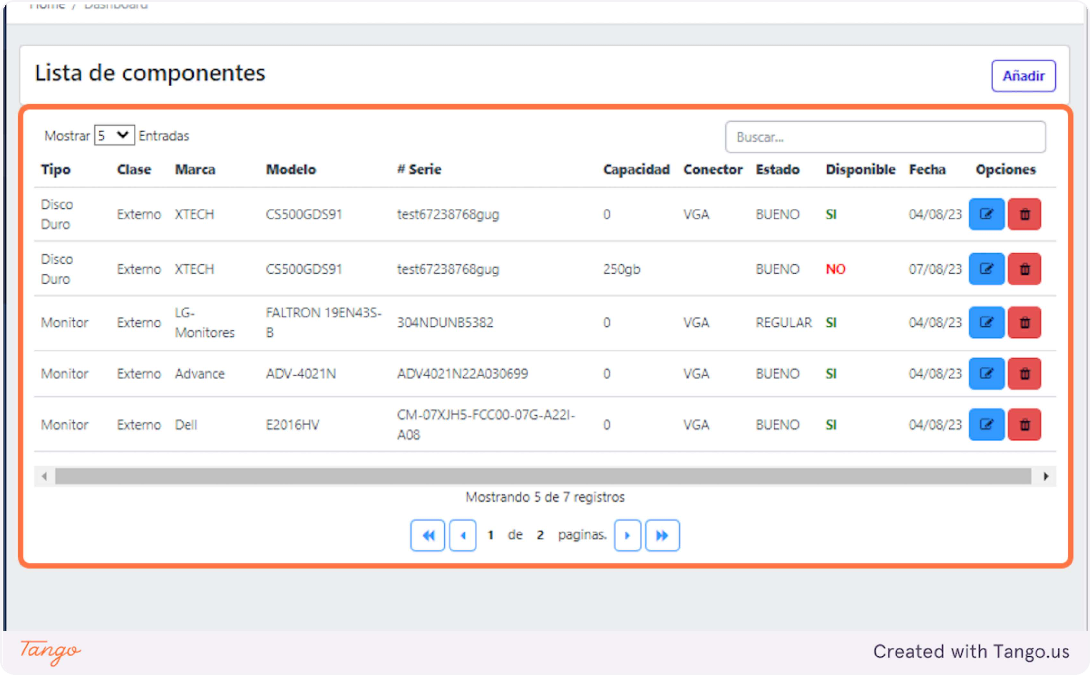 Home / Dashboard
Lista de componentes
Añadir
Mostrar 5 Entradas
Buscar...
Tipo Clase Marca Modelo # Serie Capacidad Conector Estado Disponible Fecha Opciones
Disco Duro Externo XTECH CS500GDS91 test67238768gug 0 VGA BUENO SI 04/08/23
Disco Duro Externo XTECH CS500GDS91 test67238768gug 250gb BUENO NO 07/08/23
Monitor Externo LG-Monitores FALTRON 19EN43S-B 304NDUNB5382 0 VGA REGULAR SI 04/08/23
Monitor Externo Advance ADV-4021N ADV4021N22A030699 0 VGA BUENO SI 04/08/23
Monitor Externo Dell E2016HV CM-07XJH5-FCC00-07G-A22I-A08 0 VGA BUENO SI 04/08/23
Mostrando 5 de 7 registros
1 de 2 paginas.
Tango
Created with Tango.us